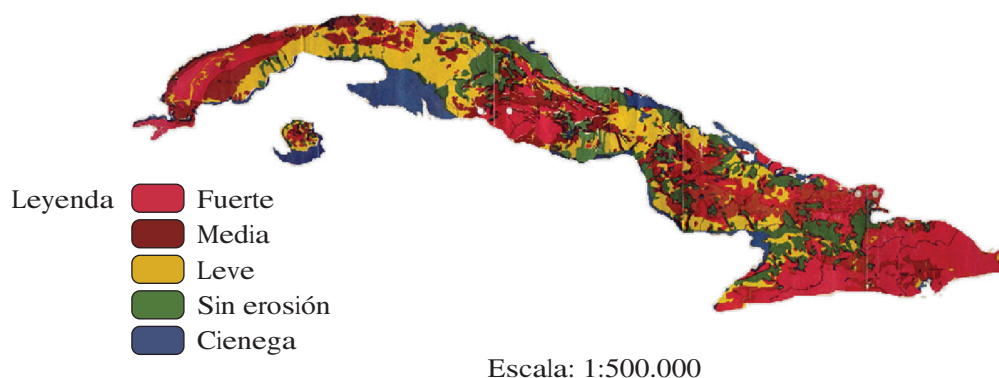 Leyenda
Fuerte
Media
Leve
Sin erosión
Cienega
Escala: 1:500.000